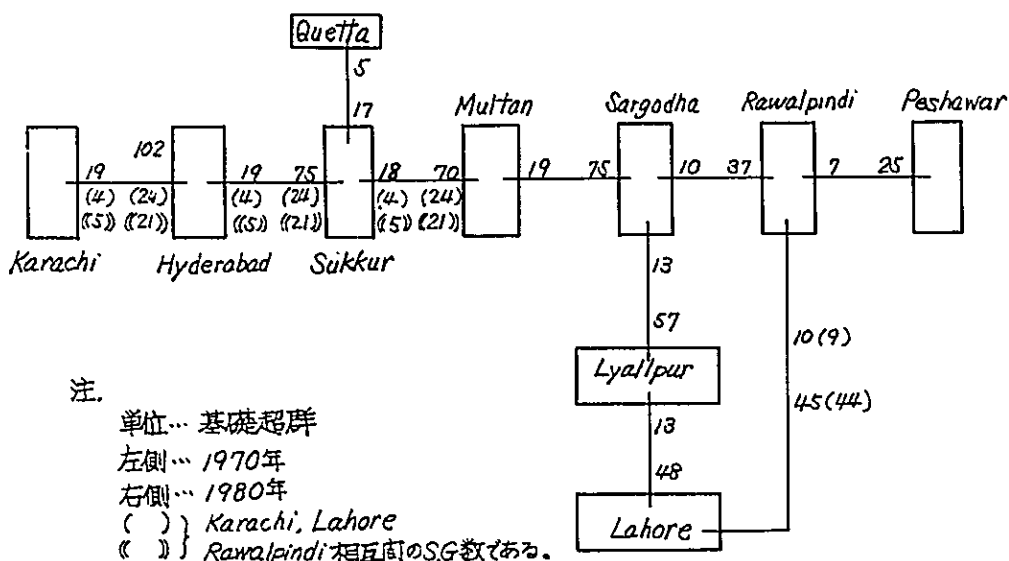 Quetta
5
17
Multan
Sargodha
Rawalpindi
Peshawar
19 102 19 75 18 70 19 75 10 37 7 25
(4) (24) (4) (24) (4) (24)
((5)) ((21)) ((5)) ((21)) ((5)) ((21))
Karachi
Hyderabad
Sukkur
13
57
10(9)
Lyallpur
45(44)
13
48
Lahore
注.
単位… 基礎超群
左側… 1970年
右側… 1980年
( ) } Karachi, Lahore
(( )) } Rawalpindi 相互間のS.G数である。